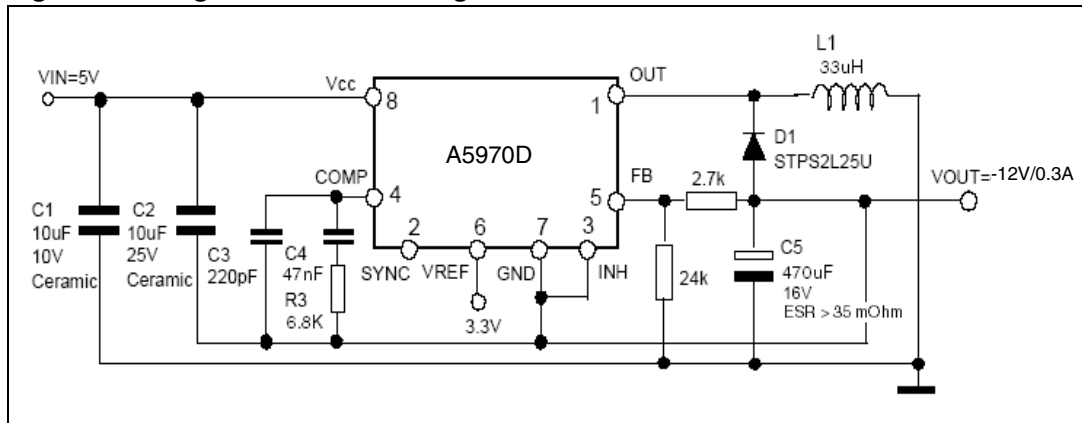 VIN=5V
Vcc
8
A5970D
OUT
1
L1
33uH
D1
STPS2L25U
COMP
4
FB
5
2.7k
VOUT=-12V/0.3A
C1
10uF
10V
Ceramic
C2
10uF
25V
Ceramic
C3
220pF
C4
47nF
R3
6.8K
2
SYNC
6
VREF
3.3V
7
GND
3
INH
24k
C5
470uF
16V
ESR > 35 mOhm